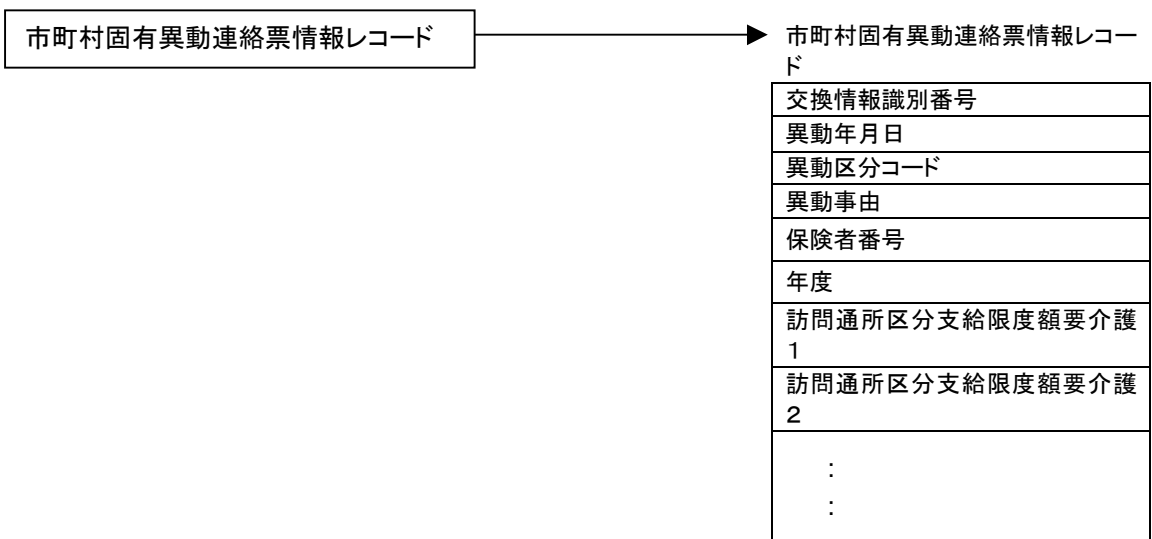 市町村固有異動連絡票情報レコード
市町村固有異動連絡票情報レコー
ド
交換情報識別番号
異動年月日
異動区分コード
異動事由
保険者番号
年度
訪問通所区分支給限度額要介護
１
訪問通所区分支給限度額要介護
２
：
：